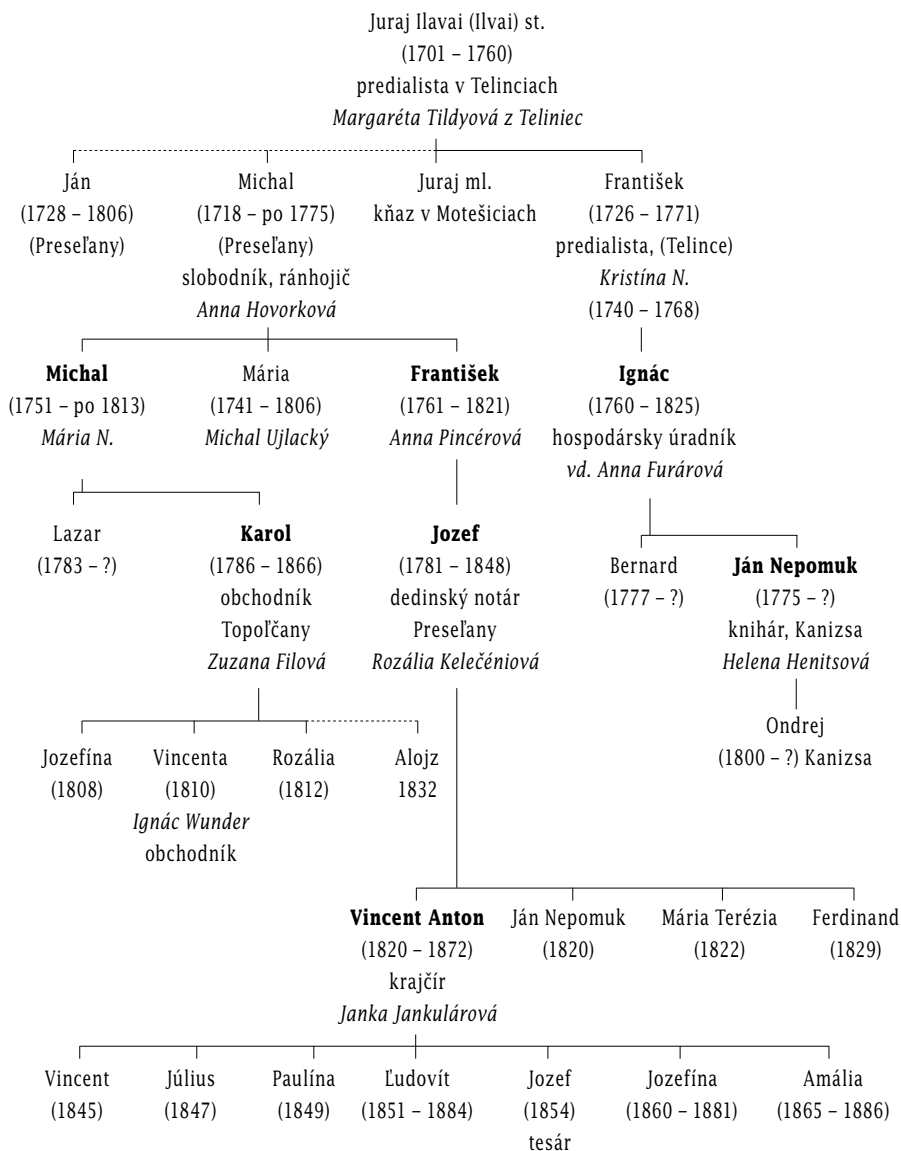 Juraj Ilavai (Ilvai) st.
(1701 – 1760)
predialista v Telinciach
Margaréta Tildyová z Teliniec
Ján
(1728 – 1806)
(Preseľany)
Michal
(1718 – po 1775)
(Preseľany)
slobodník, ránhojič
Anna Hovorková
Juraj ml.
kňaz v Motešiciach
František
(1726 – 1771)
predialista, (Telince)
Kristína N.
(1740 – 1768)
Michal
(1751 – po 1813)
Mária N.
Mária
(1741 – 1806)
Michal Ujlacký
František
(1761 – 1821)
Anna Pincérová
Ignác
(1760 – 1825)
hospodársky úradník
vd. Anna Furárová
Lazar
(1783 – ?)
Karol
(1786 – 1866)
obchodník
Topoľčany
Zuzana Filová
Jozef
(1781 – 1848)
dedinský notár
Preseľany
Rozália Kelečéniová
Bernard
(1777 – ?)
Ján Nepomuk
(1775 – ?)
knihár, Kanizsa
Helena Henitsová
Ondrej
(1800 – ?) Kanizsa
Jozefína
(1808)
Vincenta
(1810)
Ignác Wunder
obchodník
Rozália
(1812)
Alojz
1832
Vincent Anton
(1820 – 1872)
krajčír
Janka Jankulárová
Ján Nepomuk
(1820)
Mária Terézia
(1822)
Ferdinand
(1829)
Vincent
(1845)
Július
(1847)
Paulína
(1849)
Ľudovít
(1851 – 1884)
Jozef
(1854)
tesár
Jozefína
(1860 – 1881)
Amália
(1865 – 1886)